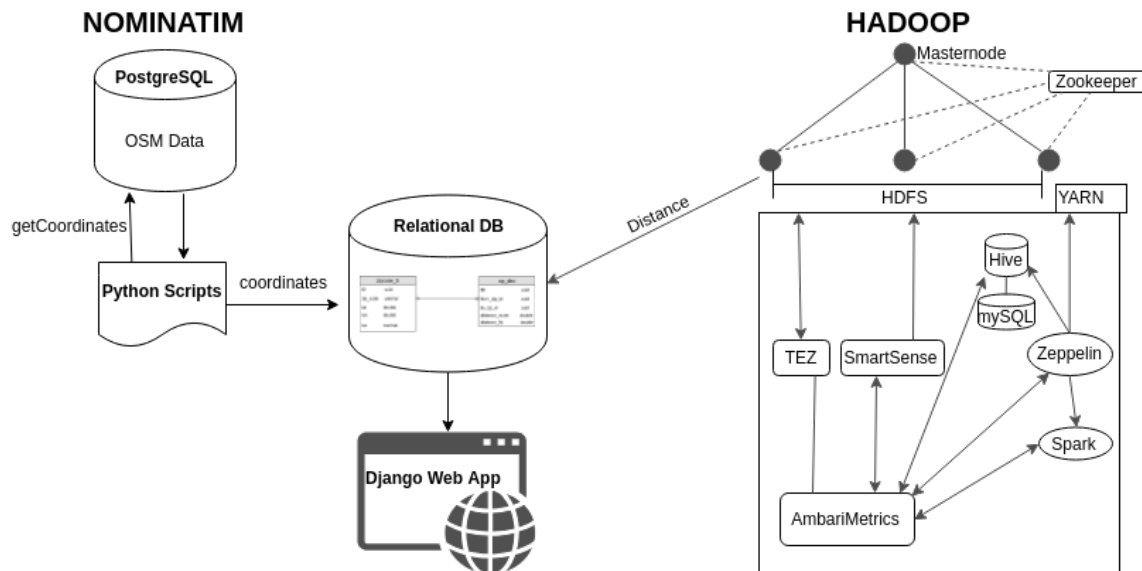 NOMINATIM
PostgreSQL
OSM Data
getCoordinates
Python Scripts
coordinates
Relational DB
Django Web App
HADOOP
Masternode
Zookeeper
Distance
HDFS
YARN
Hive
mySQL
TEZ
SmartSense
Zeppelin
Spark
AmbariMetrics